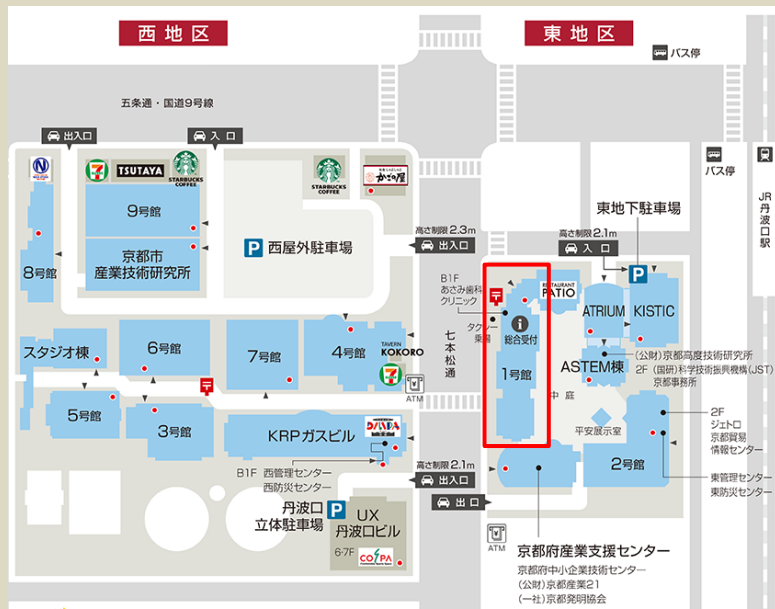 西地区
東地区
バス停
五条通・国道9号線
出入口
入口
バス停
JR丹波口駅
TSUTAYA
STARBUCKS COFFEE
STARBUCKS COFFEE
かごの屋
9号館
京都市
産業技術研究所
8号館
P 西屋外駐車場
高さ制限2.3m
出入口
東地下駐車場
高さ制限2.1m
入口
P
B1F
あさみ歯科
クリニック
RESTAURANT
PATIO
ATRIUM
KISTIC
タクシー
乗場
総合受付
七本松通
1号館
ASTEM棟
(公財)京都高度技術研究所
2F (国研)科学技術振興機構(JST)
京都事務所
中庭
平安展示室
スタジオ棟
6号館
7号館
4号館
TAVERN
KOKORO
ATM
5号館
3号館
KRPガスビル
B1F 西管理センター
西防災センター
高さ制限2.1m
出入口
出口
2号館
2F
ジェトロ
京都貿易
情報センター
東管理センター
東防災センター
丹波口
立体駐車場
P
UX
丹波口ビル
6-7F
COSPA
ATM
京都府産業支援センター
京都府中小企業技術センター
(公財)京都産業21
(一社)京都発明協会